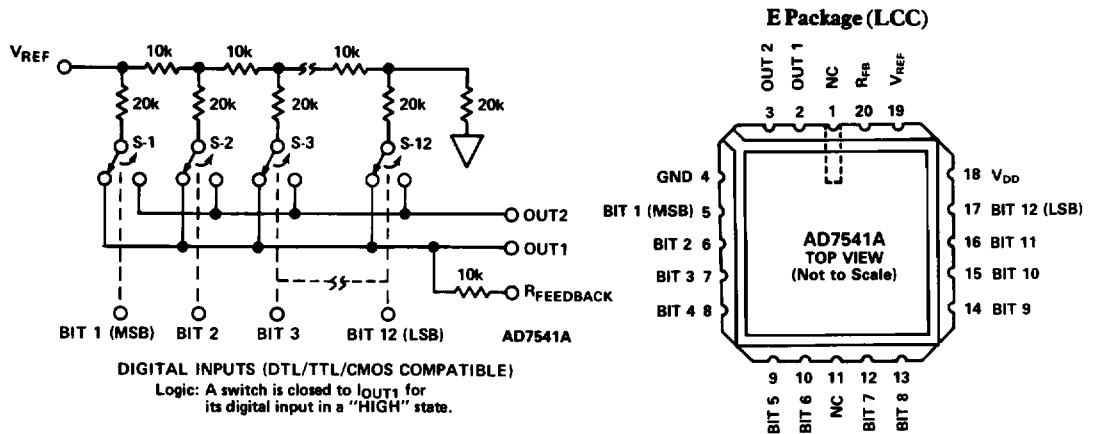 E Package (LCC)
VREF
10k
10k
10k
20k
20k
20k
20k
20k
S-1
S-2
S-3
S-12
OUT2
OUT1
10k
RFEEDBACK
BIT 1 (MSB)
BIT 2
BIT 3
BIT 12 (LSB)
AD7541A
DIGITAL INPUTS (DTL/TTL/CMOS COMPATIBLE)
Logic: A switch is closed to IOUT1 for
its digital input in a "HIGH" state.
OUT 2
OUT 1
NC
RFB
VREF
3
2
1
20
19
GND 4
BIT 1 (MSB) 5
BIT 2 6
BIT 3 7
BIT 4 8
AD7541A
TOP VIEW
(Not to Scale)
18 VDD
17 BIT 12 (LSB)
16 BIT 11
15 BIT 10
14 BIT 9
9
10
11
12
13
BIT 5
BIT 6
NC
BIT 7
BIT 8